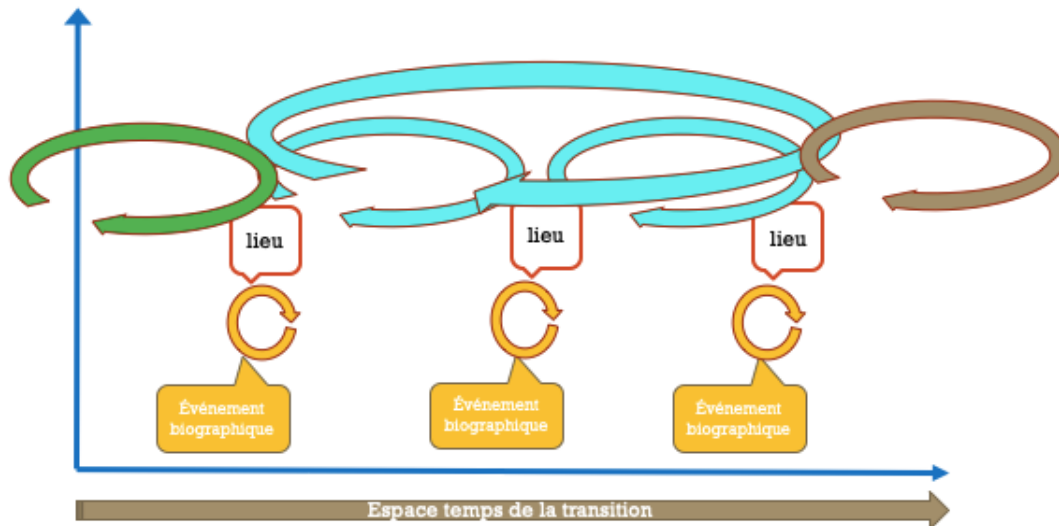 lieu
lieu
lieu
Événement
biographique
Événement
biographique
Événement
biographique
Espace temps de la transition